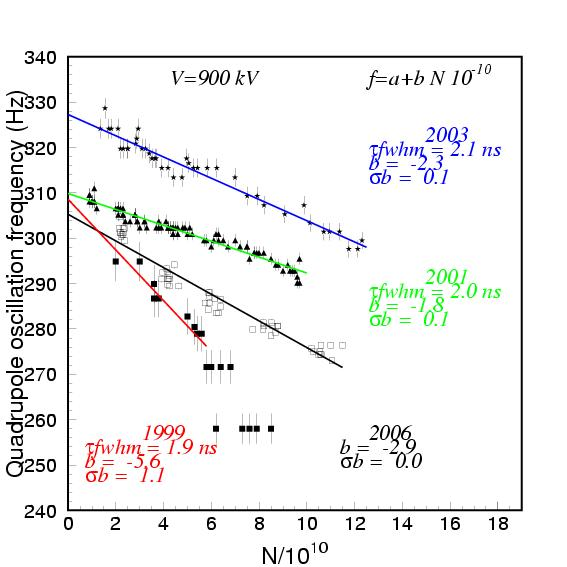 V=900 kV
f=a+b N 10^-10
2003
τfwhm = 2.1 ns
b = -2.3
σb = 0.1
2001
τfwhm = 2.0 ns
b = -1.8
σb = 0.1
1999
τfwhm = 1.9 ns
b = -5.6
σb = 1.1
2006
b = -2.9
σb = 0.0
Quadrupole oscillation frequency (Hz)
340
330
320
310
300
290
280
270
260
250
240
0 2 4 6 8 10 12 14 16 18
N/10^10